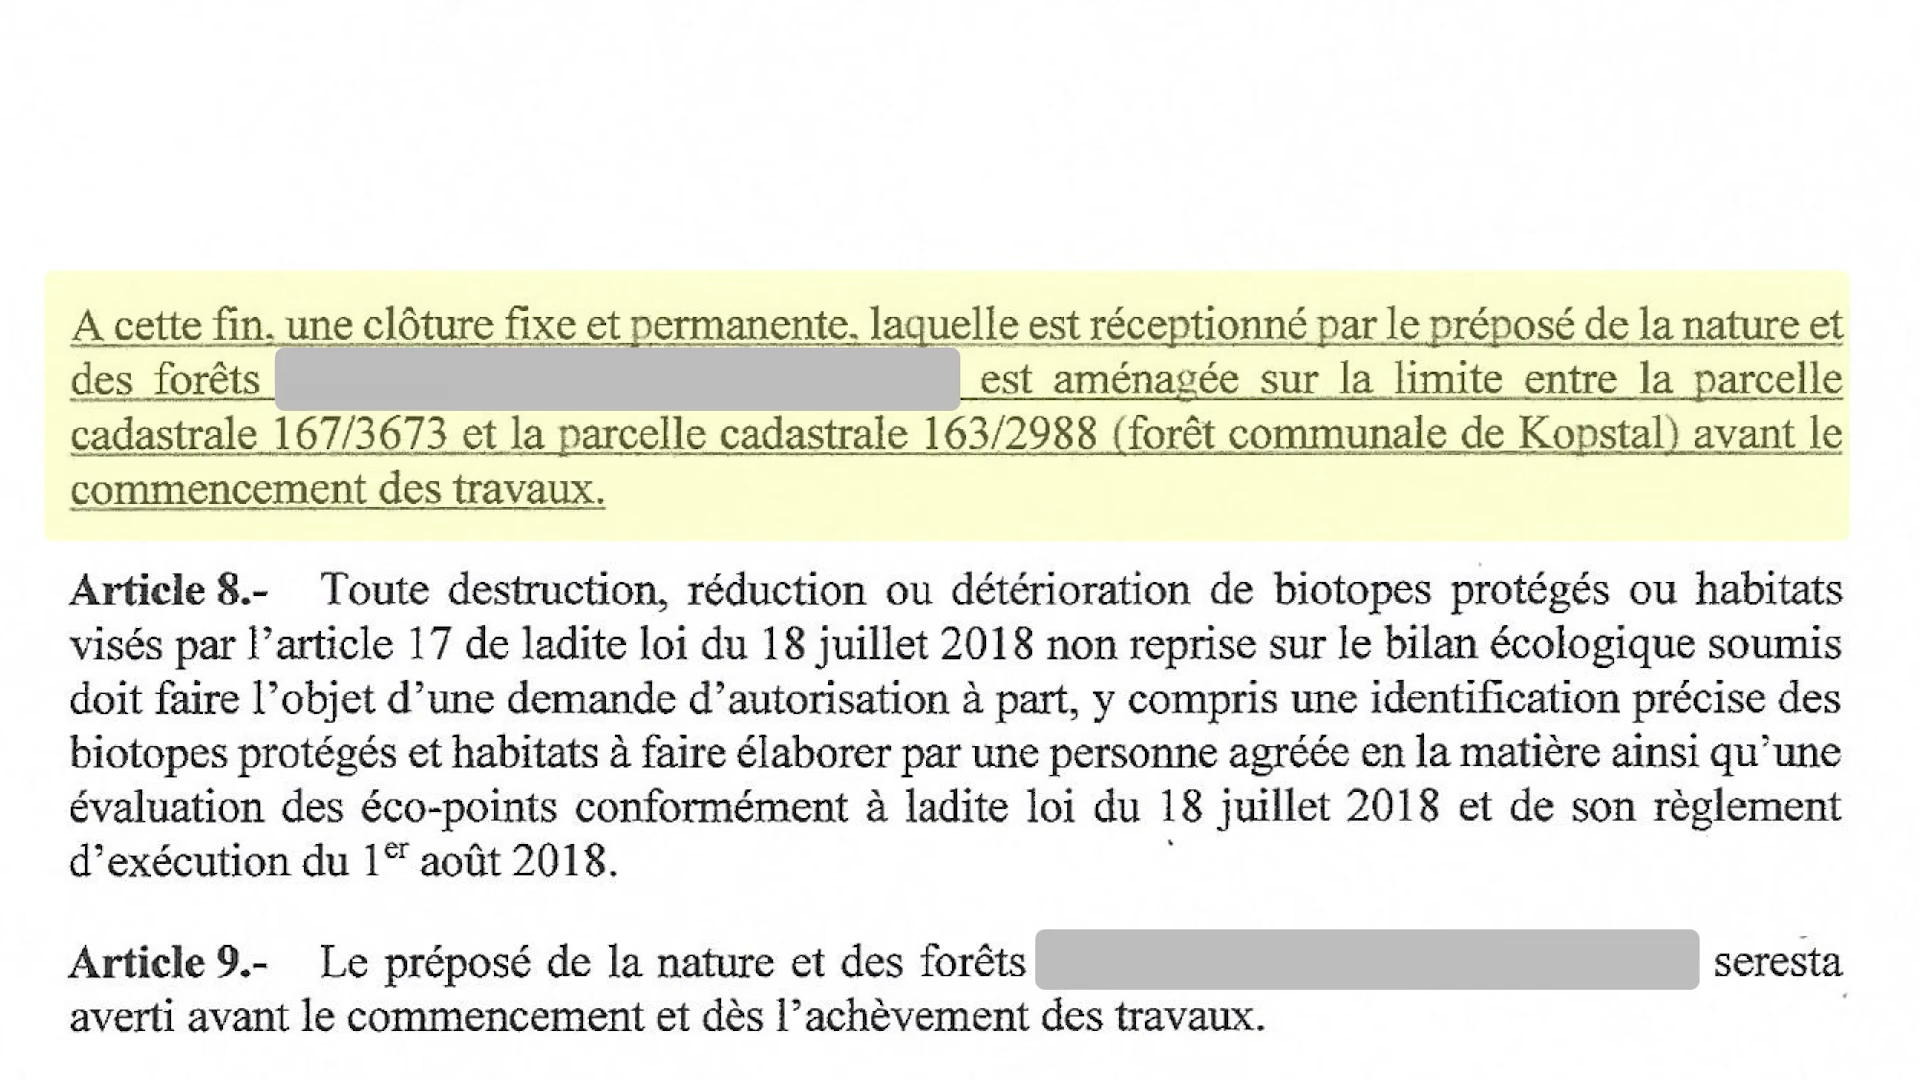 A cette fin, une clôture fixe et permanente, laquelle est réceptionné par le préposé de la nature et
des forêts est aménagée sur la limite entre la parcelle
cadastrale 167/3673 et la parcelle cadastrale 163/2988 (forêt communale de Kopstal) avant le
commencement des travaux.
Article 8.- Toute destruction, réduction ou détérioration de biotopes protégés ou habitats
visés par l'article 17 de ladite loi du 18 juillet 2018 non reprise sur le bilan écologique soumis
doit faire l'objet d'une demande d'autorisation à part, y compris une identification précise des
biotopes protégés et habitats à faire élaborer par une personne agréée en la matière ainsi qu'une
évaluation des éco-points conformément à ladite loi du 18 juillet 2018 et de son règlement
d'exécution du 1er août 2018.
Article 9.- Le préposé de la nature et des forêts seresta
averti avant le commencement et dès l'achèvement des travaux.